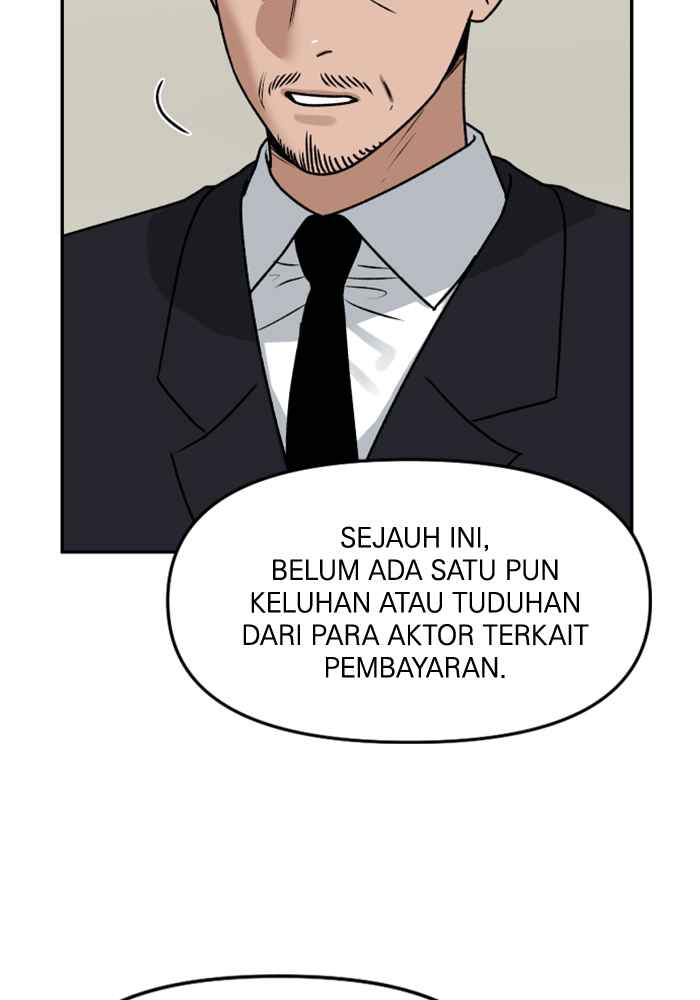 SEJAUH INI,
BELUM ADA SATU PUN
KELUHAN ATAU TUDUHAN
DARI PARA AKTOR TERKAIT
PEMBAYARAN.